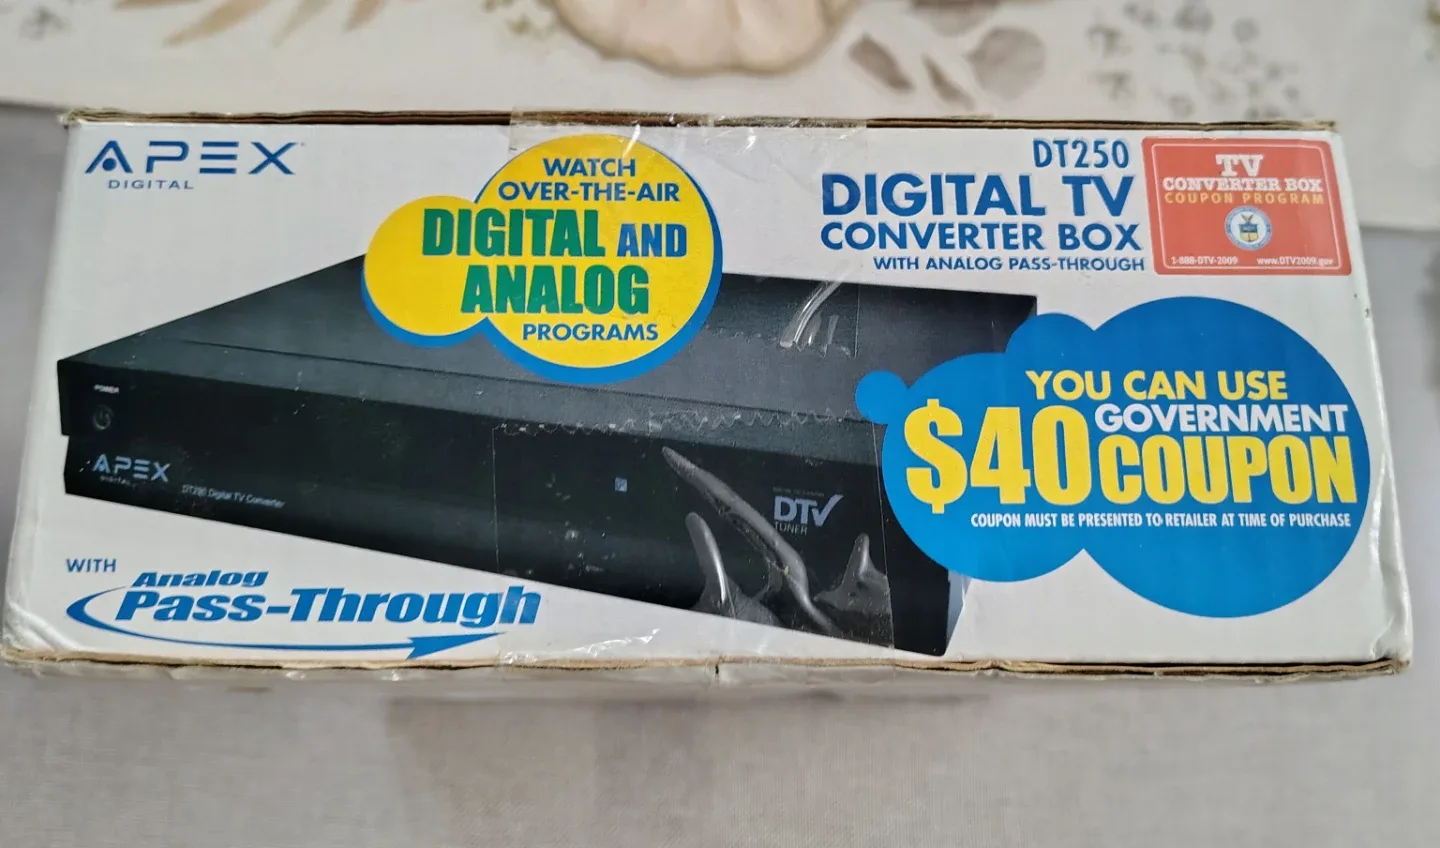 APEX
DIGITAL
WATCH
OVER-THE-AIR
DIGITAL AND
ANALOG
PROGRAMS
DT250
DIGITAL TV
CONVERTER BOX
WITH ANALOG PASS-THROUGH
TV
CONVERTER BOX
COUPON PROGRAM
1-888-DTV-2009 www.DTV2009.gov
YOU CAN USE
$40 GOVERNMENT
COUPON
COUPON MUST BE PRESENTED TO RETAILER AT TIME OF PURCHASE
POWER
APEX
DIGITAL
DT250 Digital TV Converter
DTV
TUNER
WITH
Analog
Pass-Through